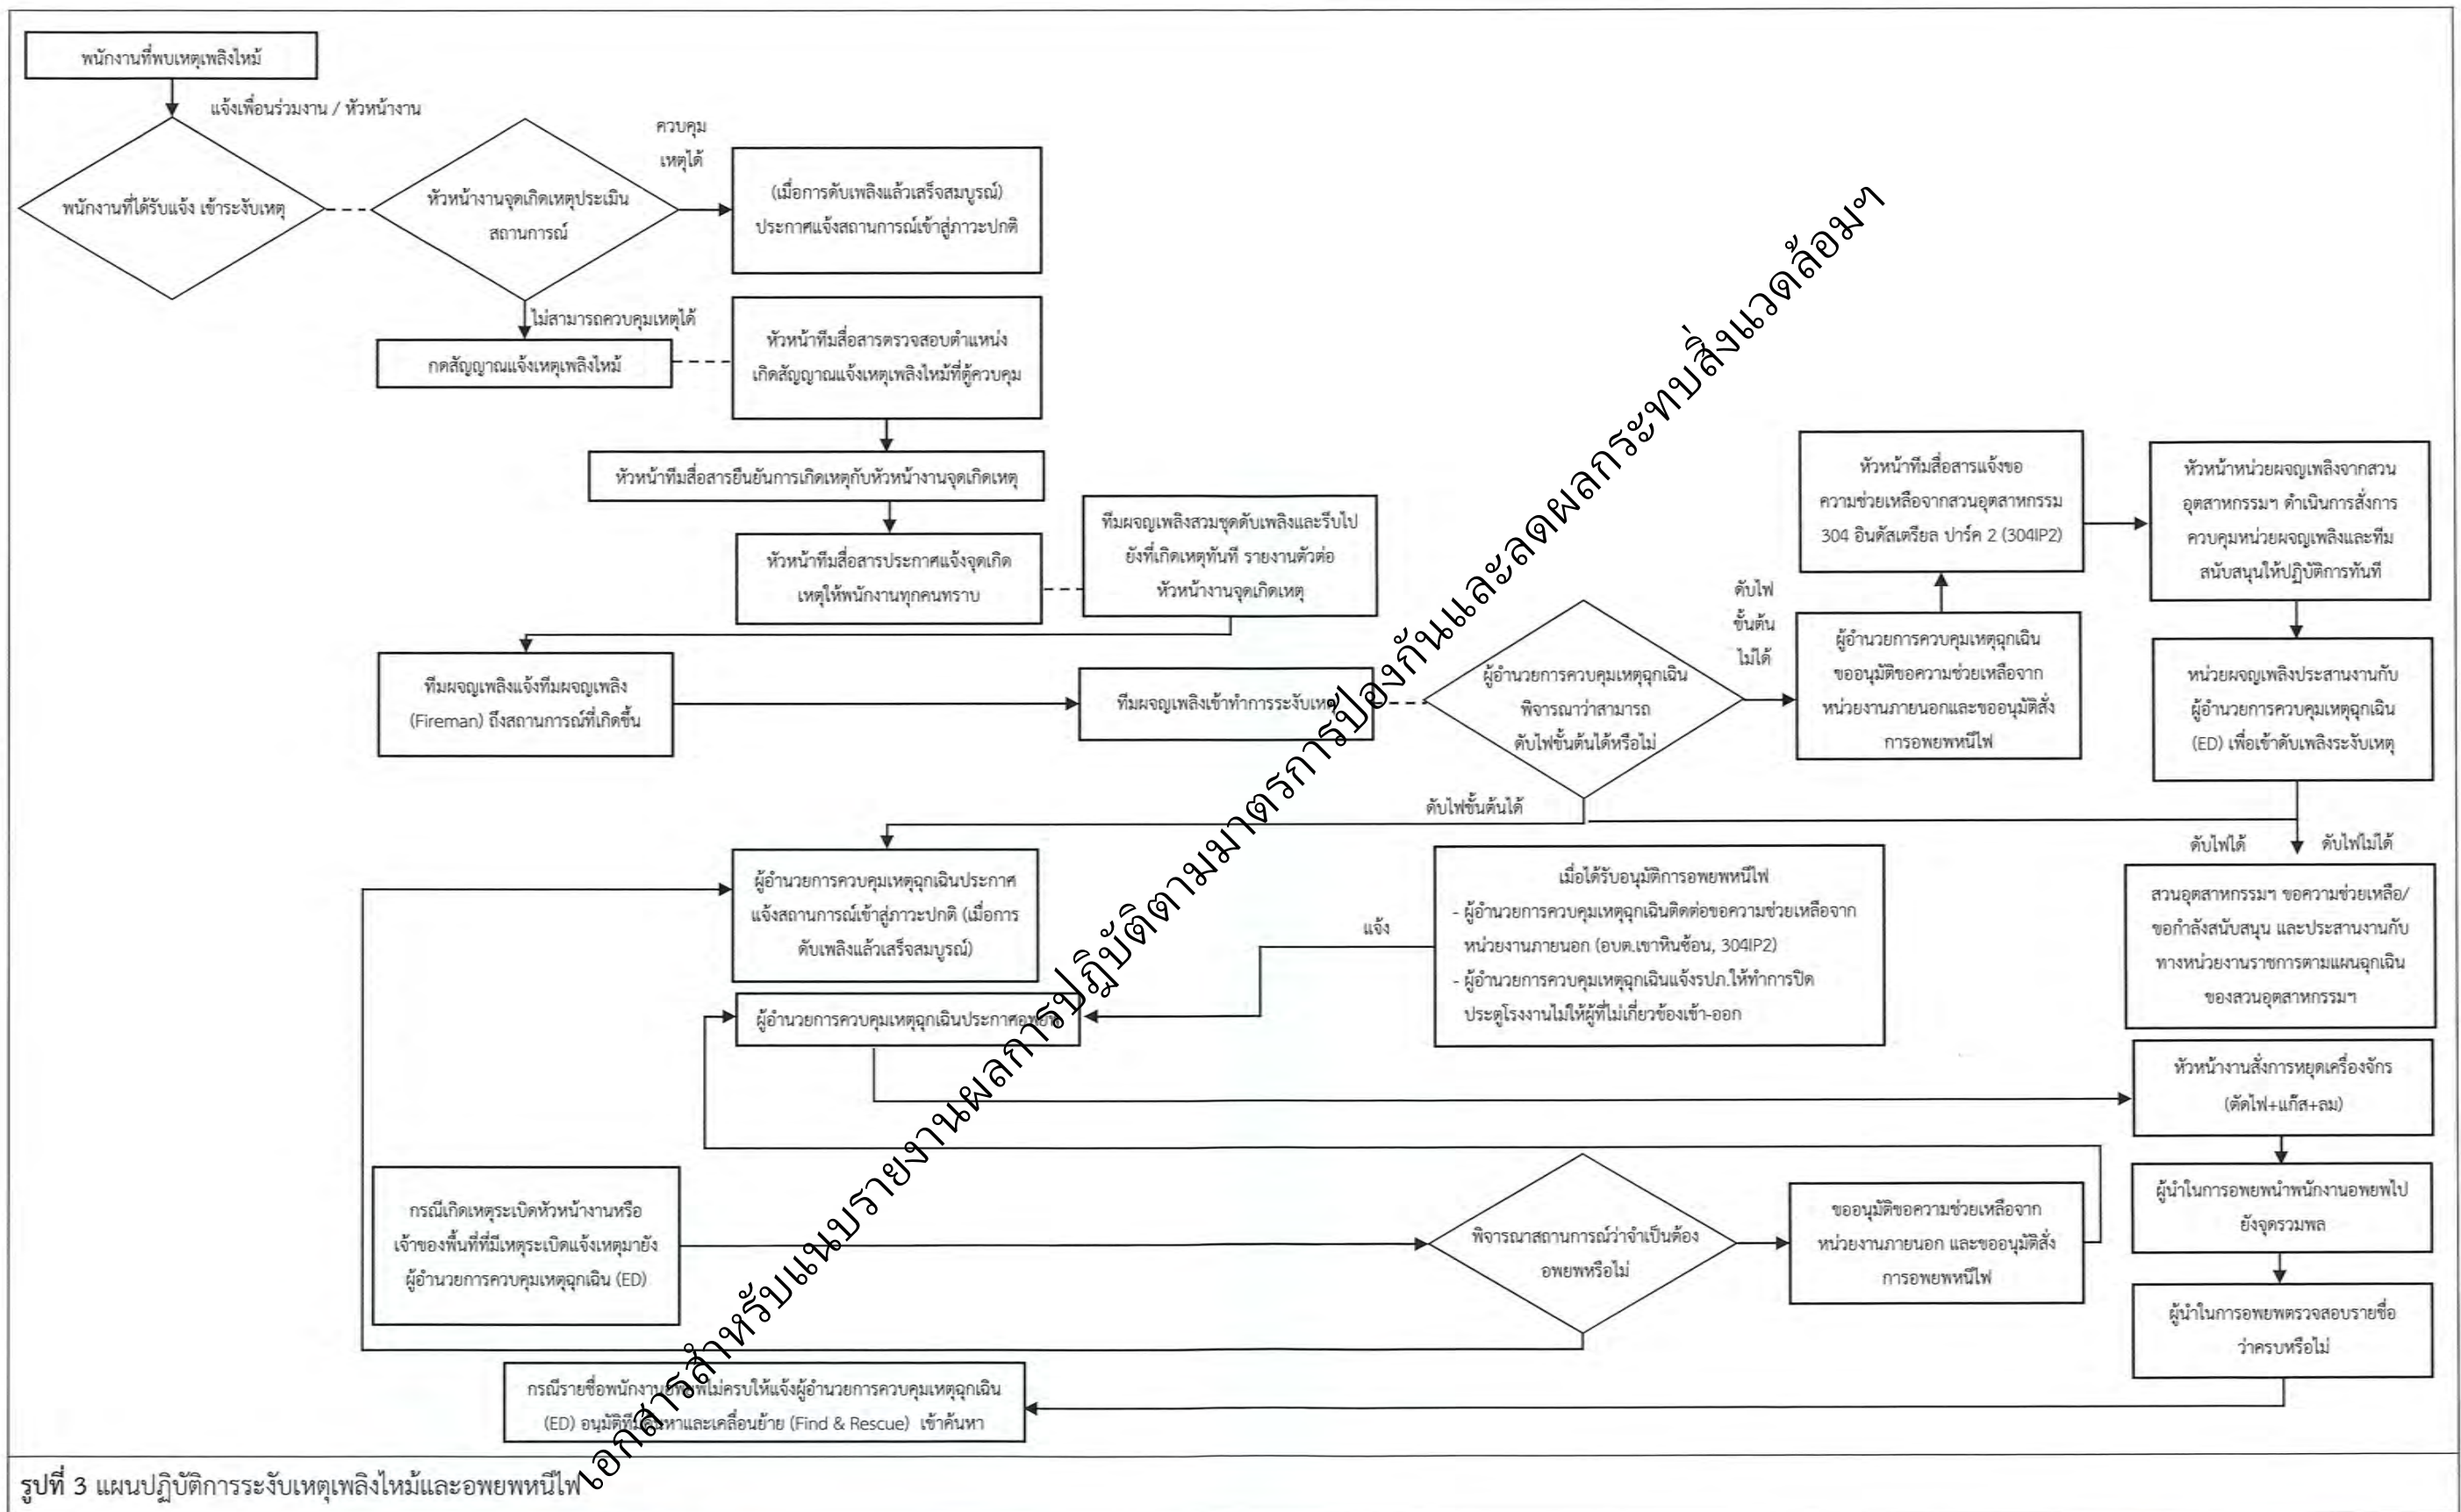 พนักงานที่พบเหตุเพลิงไหม้
แจ้งเพื่อนร่วมงาน / หัวหน้างาน
พนักงานที่ได้รับแจ้ง เข้าระงับเหตุ
หัวหน้างานจุดเกิดเหตุประเมิน
สถานการณ์
ควบคุม
เหตุได้
(เมื่อการดับเพลิงแล้วเสร็จสมบูรณ์)
ประกาศแจ้งสถานการณ์เข้าสู่ภาวะปกติ
ไม่สามารถควบคุมเหตุได้
กดสัญญาณแจ้งเหตุเพลิงไหม้
หัวหน้าทีมสื่อสารตรวจสอบตำแหน่ง
เกิดสัญญาณแจ้งเหตุเพลิงไหม้ที่ตู้ควบคุม
หัวหน้าทีมสื่อสารยืนยันการเกิดเหตุกับหัวหน้างานจุดเกิดเหตุ
หัวหน้าทีมสื่อสารประกาศแจ้งจุดเกิด
เหตุให้พนักงานทุกคนทราบ
ทีมผจญเพลิงสวมชุดดับเพลิงและรีบไป
ยังที่เกิดเหตุทันที รายงานตัวต่อ
หัวหน้างานจุดเกิดเหตุ
ทีมผจญเพลิงแจ้งทีมผจญเพลิง
(Fireman) ถึงสถานการณ์ที่เกิดขึ้น
ทีมผจญเพลิงเข้าทำการระงับเหตุ
ผู้อำนวยการควบคุมเหตุฉุกเฉิน
พิจารณาว่าสามารถ
ดับไฟขั้นต้นได้หรือไม่
ดับไฟ
ขั้นต้น
ไม่ได้
ผู้อำนวยการควบคุมเหตุฉุกเฉิน
ขออนุมัติขอความช่วยเหลือจาก
หน่วยงานภายนอกและขออนุมัติสั่ง
การอพยพหนีไฟ
หัวหน้าทีมสื่อสารแจ้งขอ
ความช่วยเหลือจากสวนอุตสาหกรรม
304 อินดัสเตรียล ปาร์ค 2 (304IP2)
หัวหน้าหน่วยผจญเพลิงจากสวน
อุตสาหกรรมฯ ดำเนินการสั่งการ
ควบคุมหน่วยผจญเพลิงและทีม
สนับสนุนให้ปฏิบัติการทันที
หน่วยผจญเพลิงประสานงานกับ
ผู้อำนวยการควบคุมเหตุฉุกเฉิน
(ED) เพื่อเข้าดับเพลิงระงับเหตุ
ดับไฟขั้นต้นได้
ดับไฟได้
ดับไฟไม่ได้
ผู้อำนวยการควบคุมเหตุฉุกเฉินประกาศ
แจ้งสถานการณ์เข้าสู่ภาวะปกติ (เมื่อการ
ดับเพลิงแล้วเสร็จสมบูรณ์)
แจ้ง
เมื่อได้รับอนุมัติการอพยพหนีไฟ
- ผู้อำนวยการควบคุมเหตุฉุกเฉินติดต่อขอความช่วยเหลือจาก
หน่วยงานภายนอก (อบต.เขาหินซ้อน, 304IP2)
- ผู้อำนวยการควบคุมเหตุฉุกเฉินแจ้งรปภ.ให้ทำการปิด
ประตูโรงงานไม่ให้ผู้ที่ไม่เกี่ยวข้องเข้า-ออก
สวนอุตสาหกรรมฯ ขอความช่วยเหลือ/
ขอกำลังสนับสนุน และประสานงานกับ
ทางหน่วยงานราชการตามแผนฉุกเฉิน
ของสวนอุตสาหกรรมฯ
ผู้อำนวยการควบคุมเหตุฉุกเฉินประกาศอพยพ
หัวหน้างานสั่งการหยุดเครื่องจักร
(ตัดไฟ+แก๊ส+ลม)
ผู้นำในการอพยพนำพนักงานอพยพไป
ยังจุดรวมพล
ผู้นำในการอพยพตรวจสอบรายชื่อ
ว่าครบหรือไม่
กรณีเกิดเหตุระเบิดหัวหน้างานหรือ
เจ้าของพื้นที่ที่มีเหตุระเบิดแจ้งเหตุมายัง
ผู้อำนวยการควบคุมเหตุฉุกเฉิน (ED)
พิจารณาสถานการณ์ว่าจำเป็นต้อง
อพยพหรือไม่
ขออนุมัติขอความช่วยเหลือจาก
หน่วยงานภายนอก และขออนุมัติสั่ง
การอพยพหนีไฟ
กรณีรายชื่อพนักงานอพยพไม่ครบให้แจ้งผู้อำนวยการควบคุมเหตุฉุกเฉิน
(ED) อนุมัติทีมค้นหาและเคลื่อนย้าย (Find & Rescue) เข้าค้นหา
เอกสารสำหรับแนบรายงานผลการปฏิบัติตามมาตรการป้องกันและลดผลกระทบสิ่งแวดล้อมฯ
รูปที่ 3 แผนปฏิบัติการระงับเหตุเพลิงไหม้และอพยพหนีไฟ